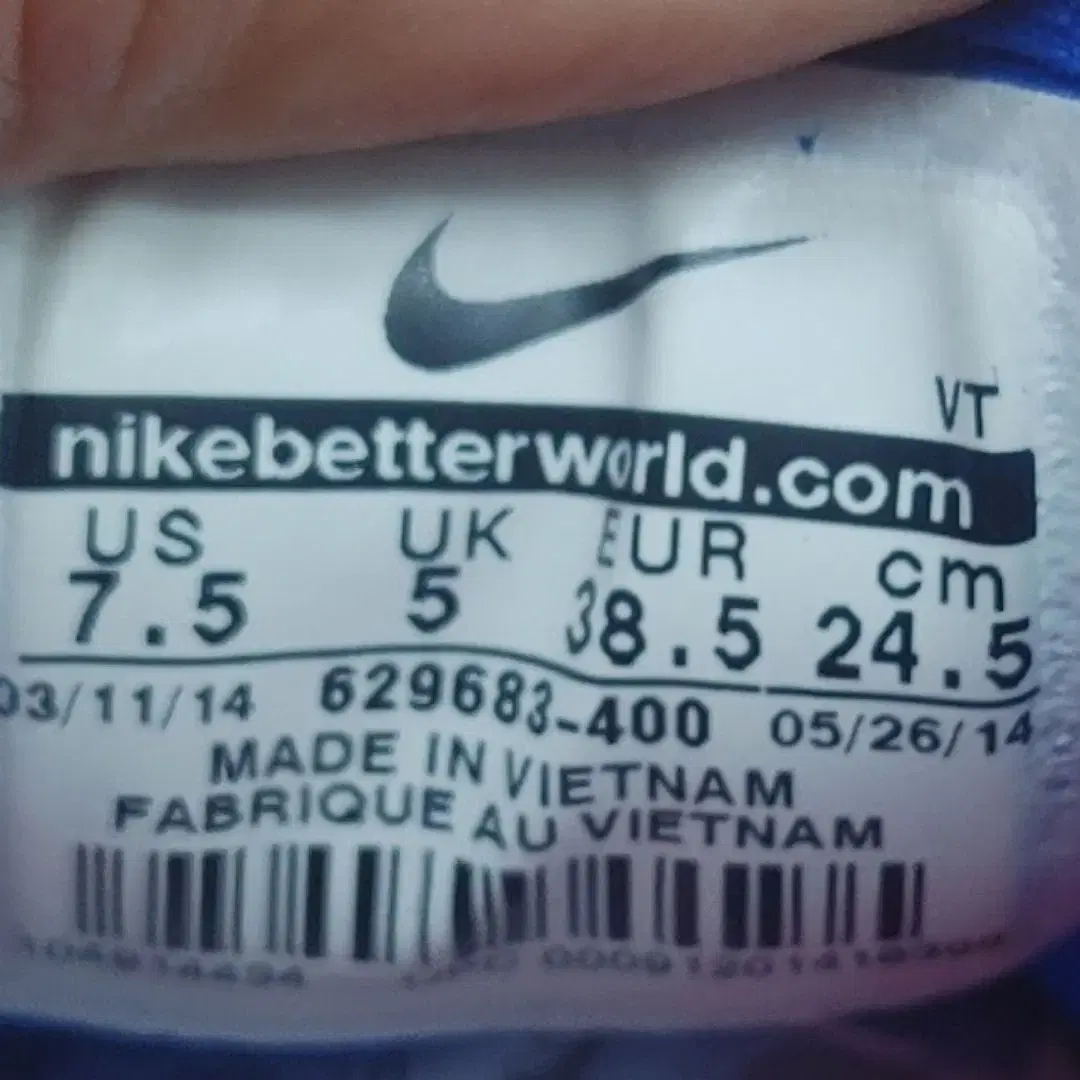 VT
nikebetterworld.com
US UK EUR cm
7.5 5 38.5 24.5
03/11/14 629683-400 05/26/14
MADE IN VIETNAM
FABRIQUE AU VIETNAM